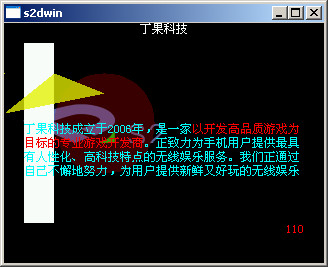 s2dwin
丁果科技
丁果科技成立于2006年，是一家以开发高品质游戏为
目标的专业游戏开发商。正致力为手机用户提供最具
有人性化、高科技特点的无线娱乐服务。我们正通过
自己不懈地努力，为用户提供新鲜又好玩的无线娱乐
110